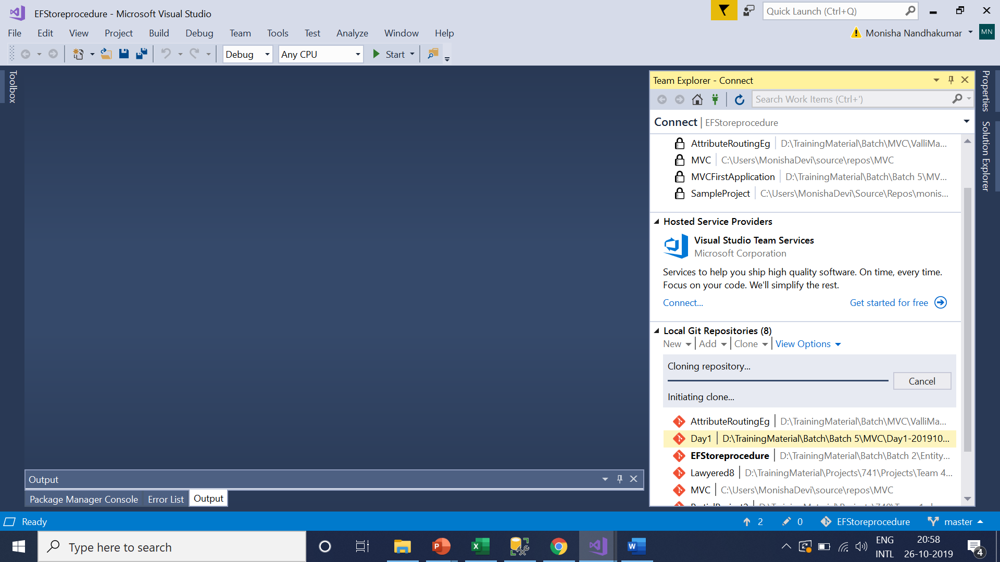 EFStoreprocedure - Microsoft Visual Studio
Quick Launch (Ctrl+Q)
File Edit View Project Build Debug Team Tools Test Analyze Window Help
Monisha Nandhakumar MN
Debug Any CPU Start
Toolbox
Team Explorer - Connect
Search Work Items (Ctrl+')
Connect | EFStoreprocedure
AttributeRoutingEg | D:\TrainingMaterial\Batch\MVC\ValliMa...
MVC | C:\Users\MonishaDevi\source\repos\MVC
MVCFirstApplication | D:\TrainingMaterial\Batch\Batch 5\MV...
SampleProject | C:\Users\MonishaDevi\Source\Repos\monis...
Hosted Service Providers
Visual Studio Team Services
Microsoft Corporation
Services to help you ship high quality software. On time, every time.
Focus on your code. We'll simplify the rest.
Connect... Get started for free
Local Git Repositories (8)
New | Add | Clone | View Options
Cloning repository...
Cancel
Initiating clone...
AttributeRoutingEg | D:\TrainingMaterial\Batch\MVC\ValliMa...
Day1 | D:\TrainingMaterial\Batch\Batch 5\MVC\Day1-201910...
EFStoreprocedure | D:\TrainingMaterial\Batch\Batch 2\Entity...
Lawyered8 | D:\TrainingMaterial\Projects\741\Projects\Team 4...
MVC | C:\Users\MonishaDevi\source\repos\MVC
Properties
Solution Explorer
Output
Package Manager Console Error List Output
Ready 2 0 EFStoreprocedure master
Type here to search
ENG 20:58
INTL 26-10-2019 4